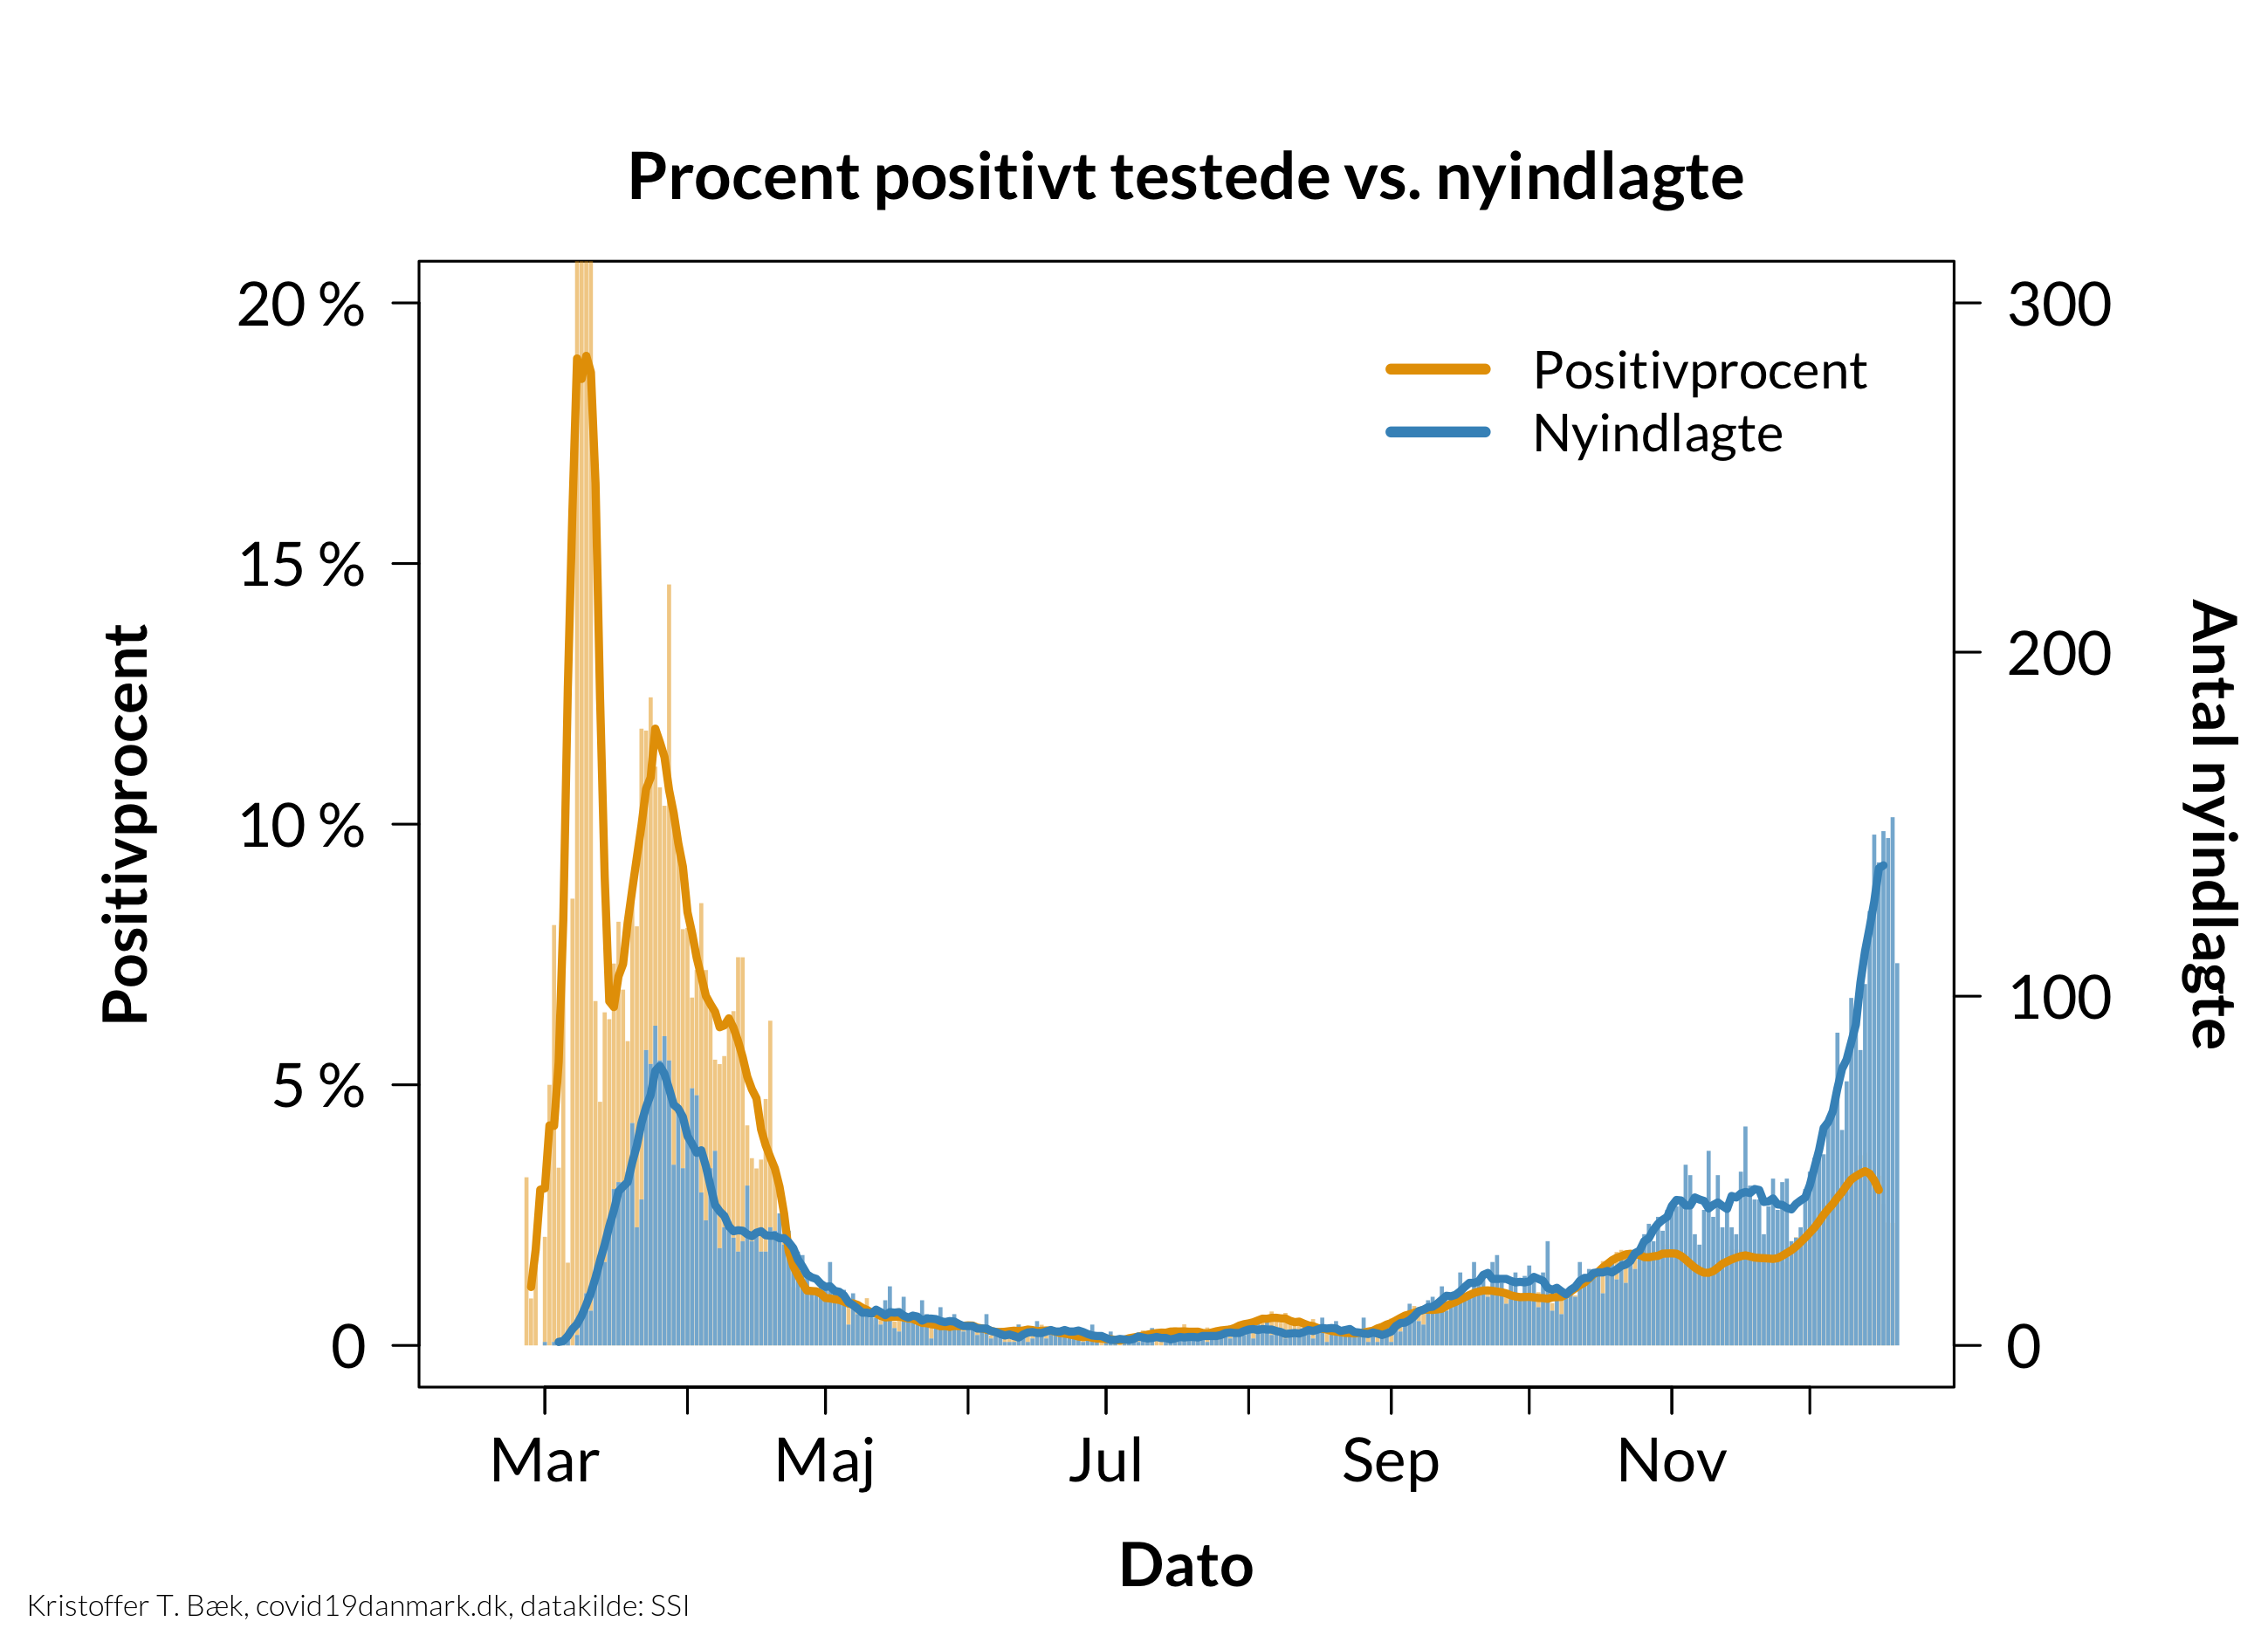 Procent positivt testede vs. nyindlagte
20 %
15 %
10 %
5 %
0
Positivprocent
Positivprocent
Nyindlagte
300
200
100
0
Antal nyindlagte
Mar
Maj
Jul
Sep
Nov
Dato
Kristoffer T. Bæk, covid19danmark.dk, datakilde: SSI